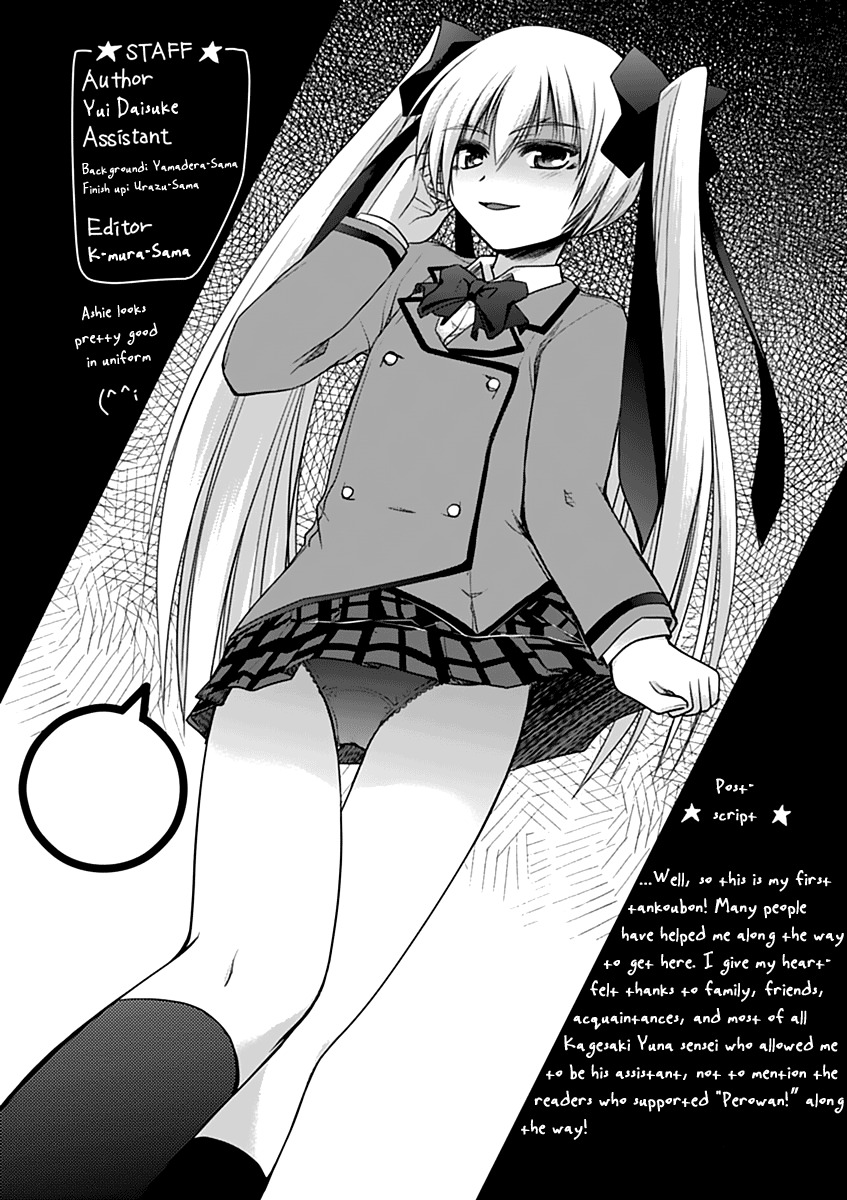 ★ STAFF ★
Author
Yui Daisuke
Assistant
Background: Yamadera-Sama
Finish up: Urazu-Sama
Editor
K-mura-Sama
Ashie looks
pretty good
in uniform
(^^;
Post-
★ script ★
...Well, so this is my first
tankoubon! Many people
have helped me along the way
to get here. I give my heart-
felt thanks to family, friends,
acquaintances, and most of all
Kagesaki Yuna sensei who allowed me
to be his assistant, not to mention the
readers who supported "Perowan!" along
the way!